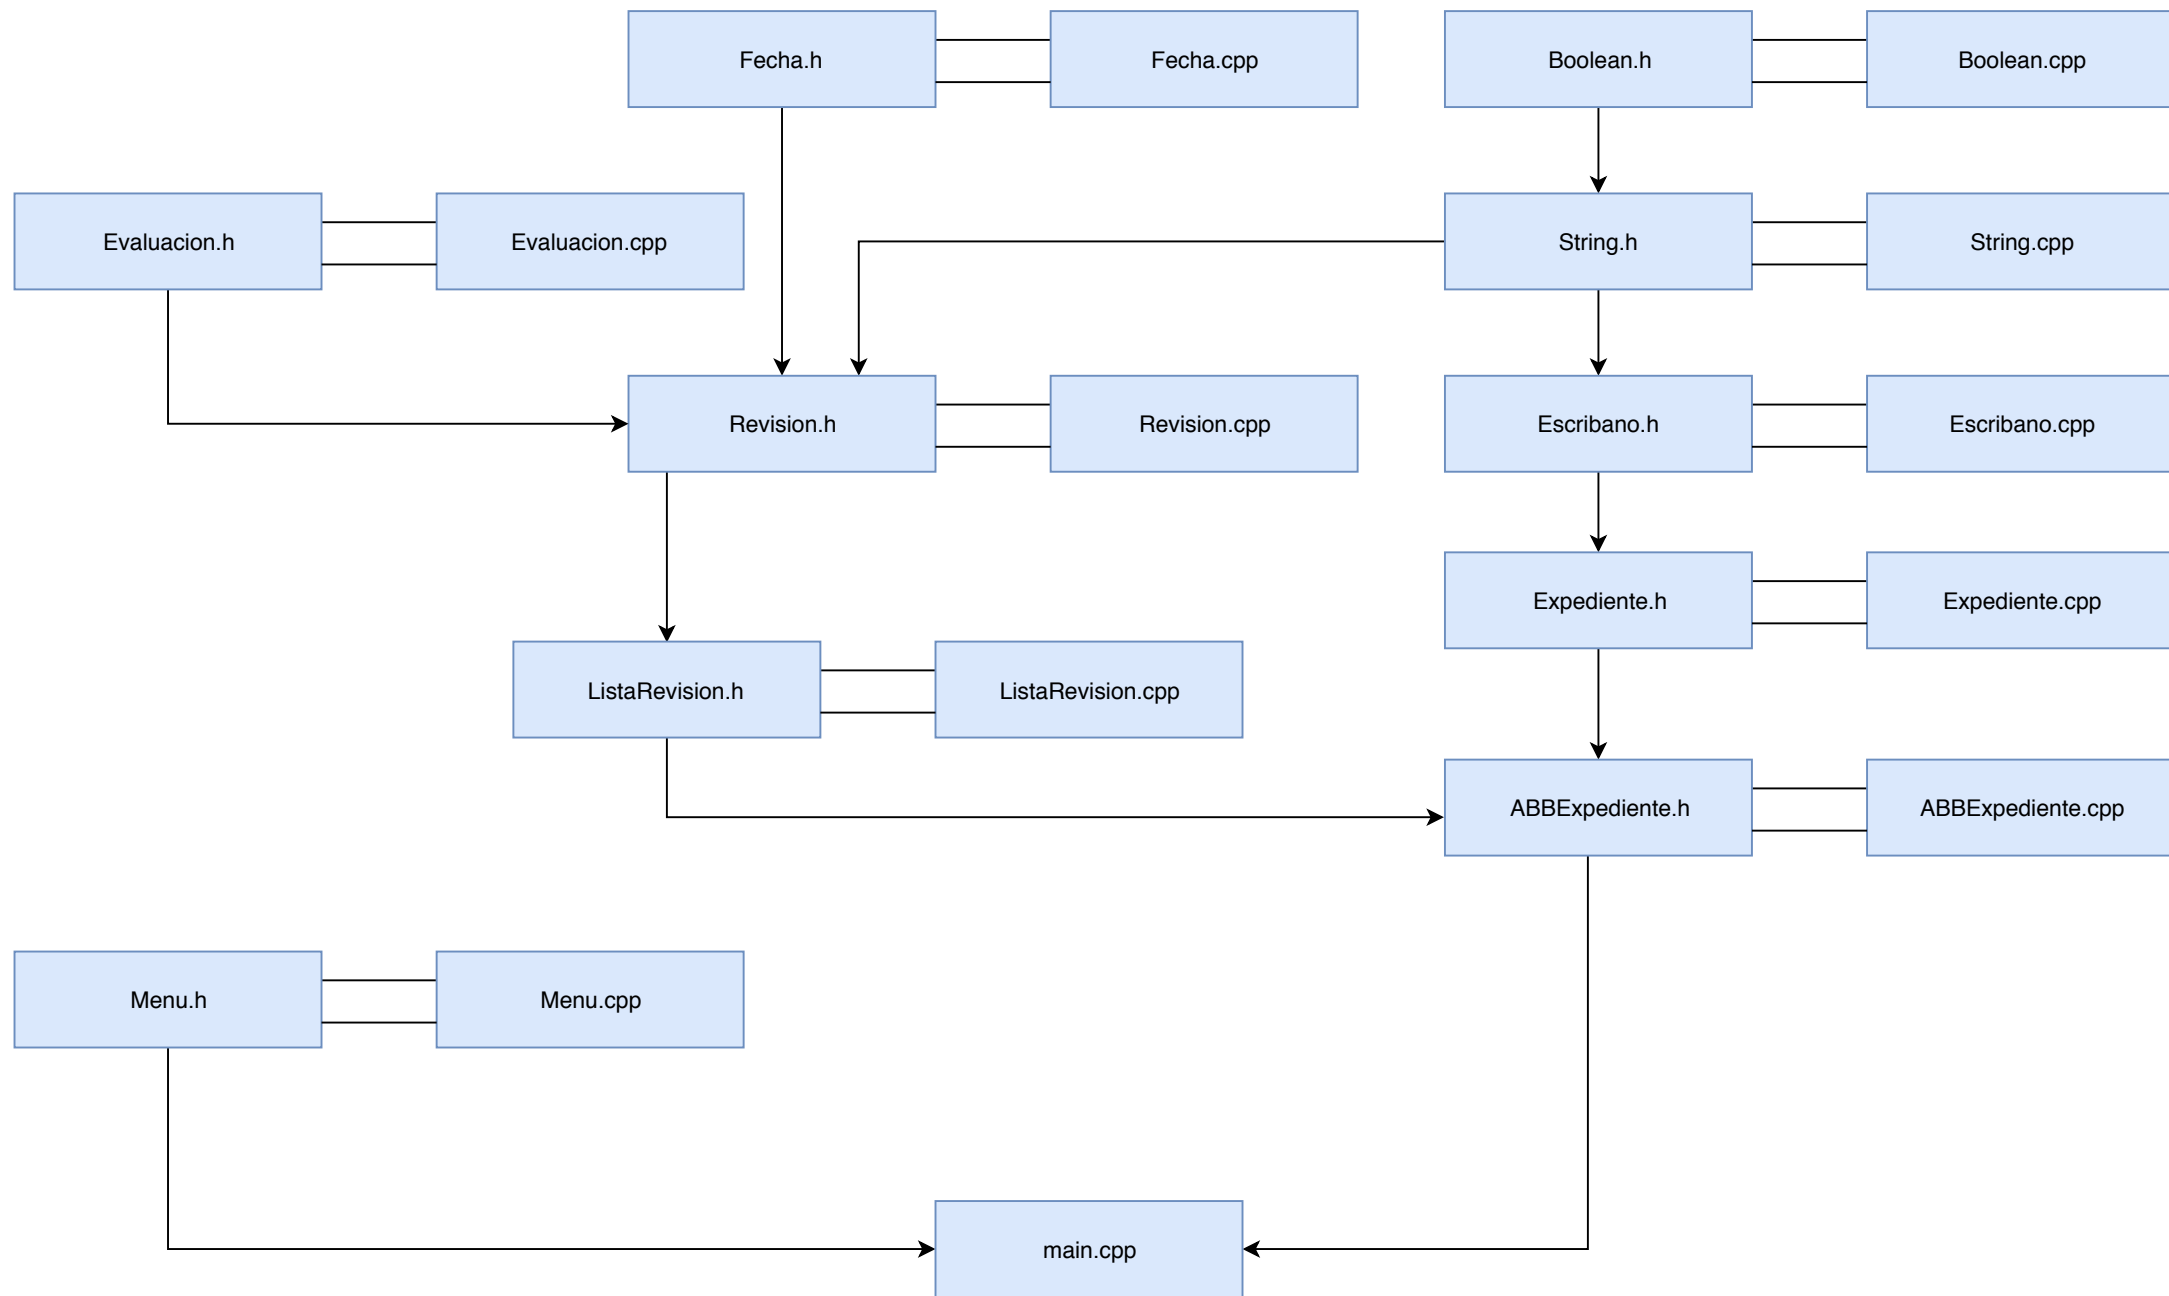 Fecha.h
Fecha.cpp
Boolean.h
Boolean.cpp
Evaluacion.h
Evaluacion.cpp
String.h
String.cpp
Revision.h
Revision.cpp
Escribano.h
Escribano.cpp
Expediente.h
Expediente.cpp
ListaRevision.h
ListaRevision.cpp
ABBExpediente.h
ABBExpediente.cpp
Menu.h
Menu.cpp
main.cpp